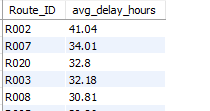 Route_ID avg_delay_hours
R002 41.04
R007 34.01
R020 32.8
R003 32.18
R008 30.81